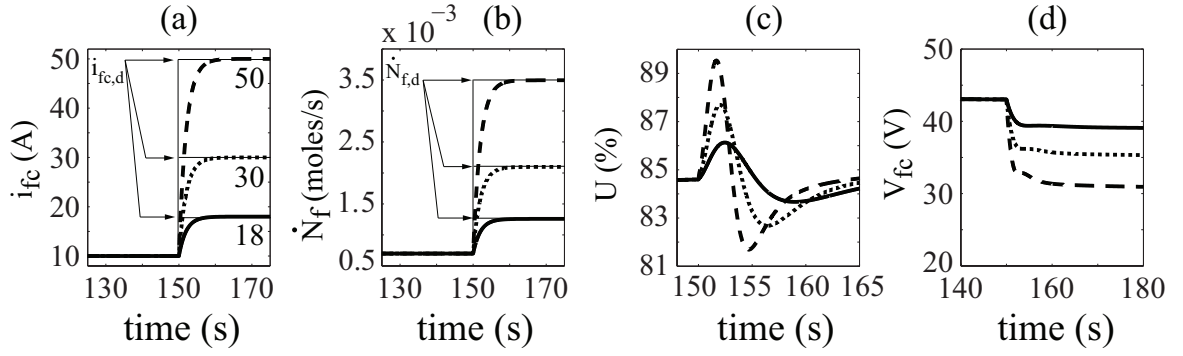 (a)
i_fc (A)
50
40
30
20
10
i_fc,d
50
30
18
130 150 170
time (s)
(b)
x 10⁻³
Ṅ_f (moles/s)
3.5
2.5
1.5
0.5
Ṅ_f,d
130 150 170
time (s)
(c)
U (%)
89
87
85
83
81
150 155 160 165
time (s)
(d)
V_fc (V)
50
40
30
20
140 160 180
time (s)